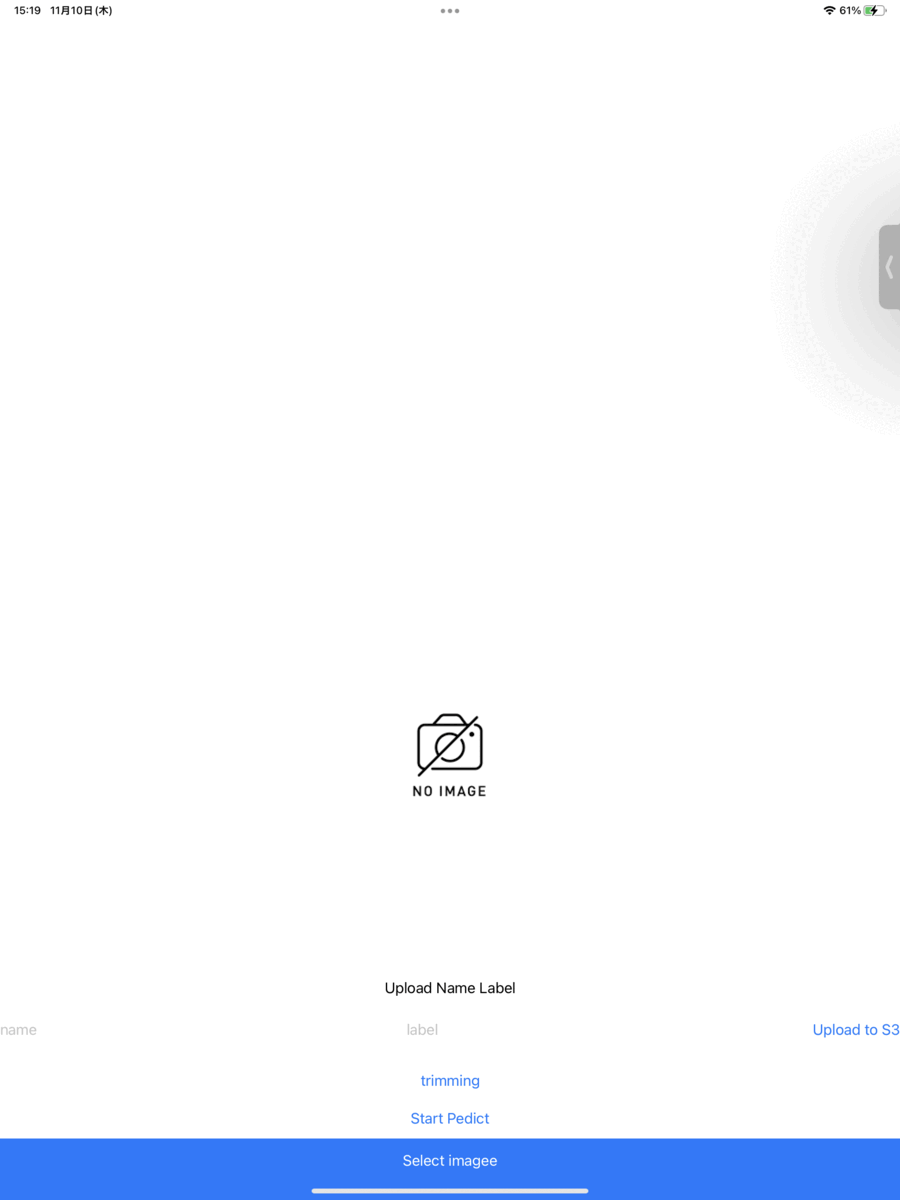 15:19 11月10日(木) 61%
NO IMAGE
Upload Name Label
name label Upload to S3
trimming
Start Pedict
Select imagee